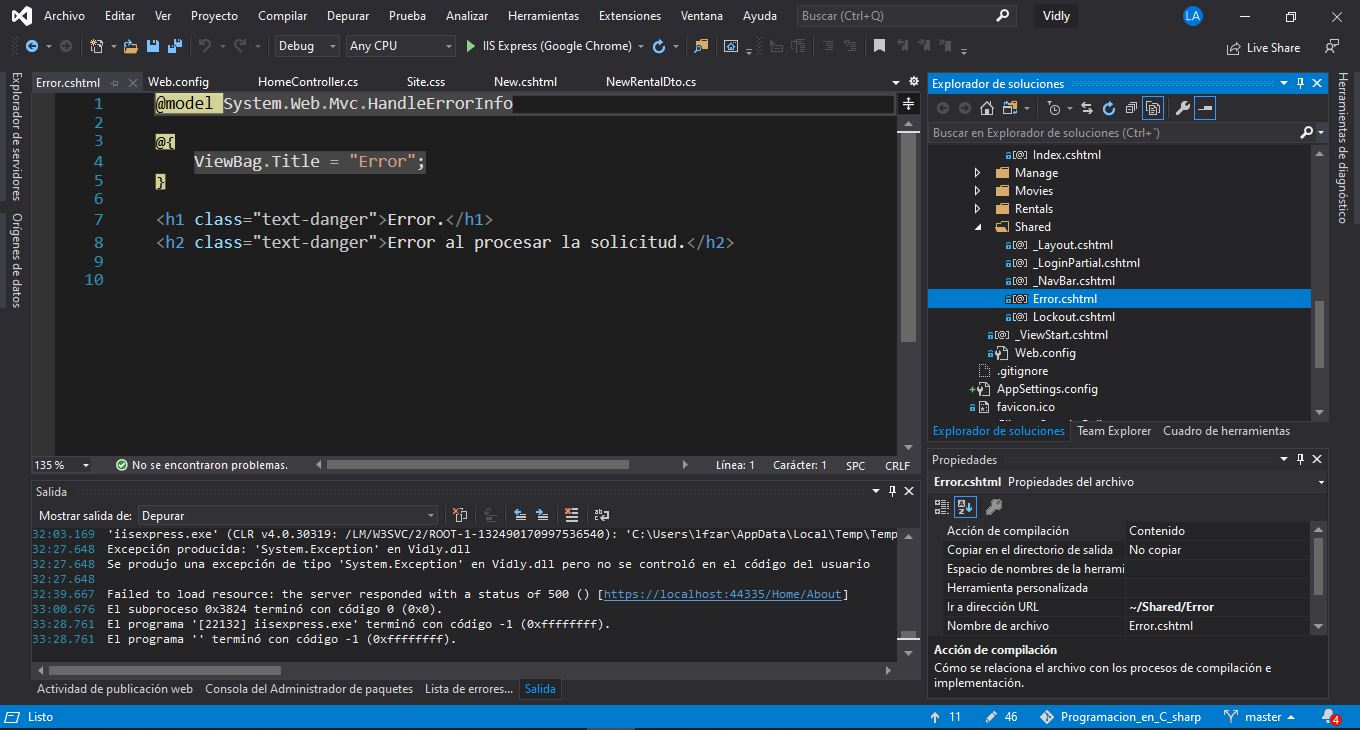 Archivo Editar Ver Proyecto Compilar Depurar Prueba Analizar Herramientas Extensiones Ventana Ayuda Buscar (Ctrl+Q) Vidly LA
Debug Any CPU IIS Express (Google Chrome) Live Share
Explorador de servidores
Orígenes de datos
Error.cshtml Web.config HomeController.cs Site.css New.cshtml NewRentalDto.cs
1 @model System.Web.Mvc.HandleErrorInfo
2
3 @{
4 ViewBag.Title = "Error";
5 }
6
7 <h1 class="text-danger">Error.</h1>
8 <h2 class="text-danger">Error al procesar la solicitud.</h2>
9
10
135 % No se encontraron problemas. Línea: 1 Carácter: 1 SPC CRLF
Salida
Mostrar salida de: Depurar
32:03.169 'iisexpress.exe' (CLR v4.0.30319: /LM/W3SVC/2/ROOT-1-132490170997536540): 'C:\Users\lfzar\AppData\Local\Temp\Temp
32:27.648 Excepción producida: 'System.Exception' en Vidly.dll
32:27.648 Se produjo una excepción de tipo 'System.Exception' en Vidly.dll pero no se controló en el código del usuario
32:27.648
32:39.667 Failed to load resource: the server responded with a status of 500 () [https://localhost:44335/Home/About]
33:00.676 El subproceso 0x3824 terminó con código 0 (0x0).
33:28.761 El programa '[22132] iisexpress.exe' terminó con código -1 (0xffffffff).
33:28.761 El programa '' terminó con código -1 (0xffffffff).
Actividad de publicación web Consola del Administrador de paquetes Lista de errores... Salida
Explorador de soluciones
Buscar en Explorador de soluciones (Ctrl+´)
Index.cshtml
Manage
Movies
Rentals
Shared
_Layout.cshtml
_LoginPartial.cshtml
_NavBar.cshtml
Error.cshtml
Lockout.cshtml
_ViewStart.cshtml
Web.config
.gitignore
AppSettings.config
favicon.ico
Explorador de soluciones Team Explorer Cuadro de herramientas
Propiedades
Error.cshtml Propiedades del archivo
Acción de compilación Contenido
Copiar en el directorio de salida No copiar
Espacio de nombres de la herrami
Herramienta personalizada
Ir a dirección URL ~/Shared/Error
Nombre de archivo Error.cshtml
Acción de compilación
Cómo se relaciona el archivo con los procesos de compilación e
implementación.
Herramientas de diagnóstico
Listo 11 46 Programacion_en_C_sharp master 4